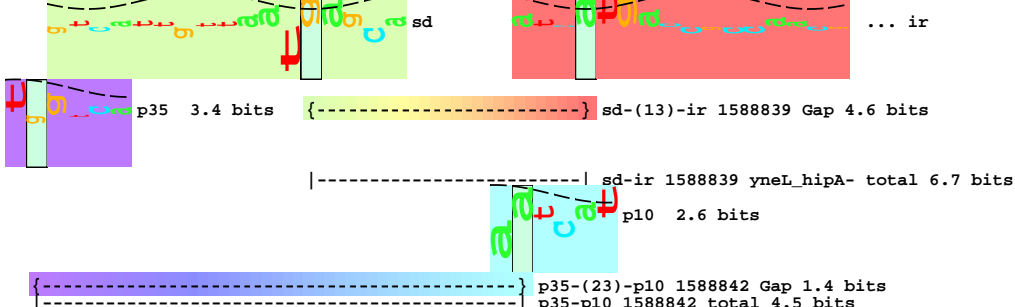 sd
... ir
p35 3.4 bits
{--------------------------} sd-(13)-ir 1588839 Gap 4.6 bits
|--------------------------| sd-ir 1588839 yneL_hipA- total 6.7 bits
p10 2.6 bits
{----------------------------------------------} p35-(23)-p10 1588842 Gap 1.4 bits
|----------------------------------------------| p35-p10 1588842 total 4.5 bits